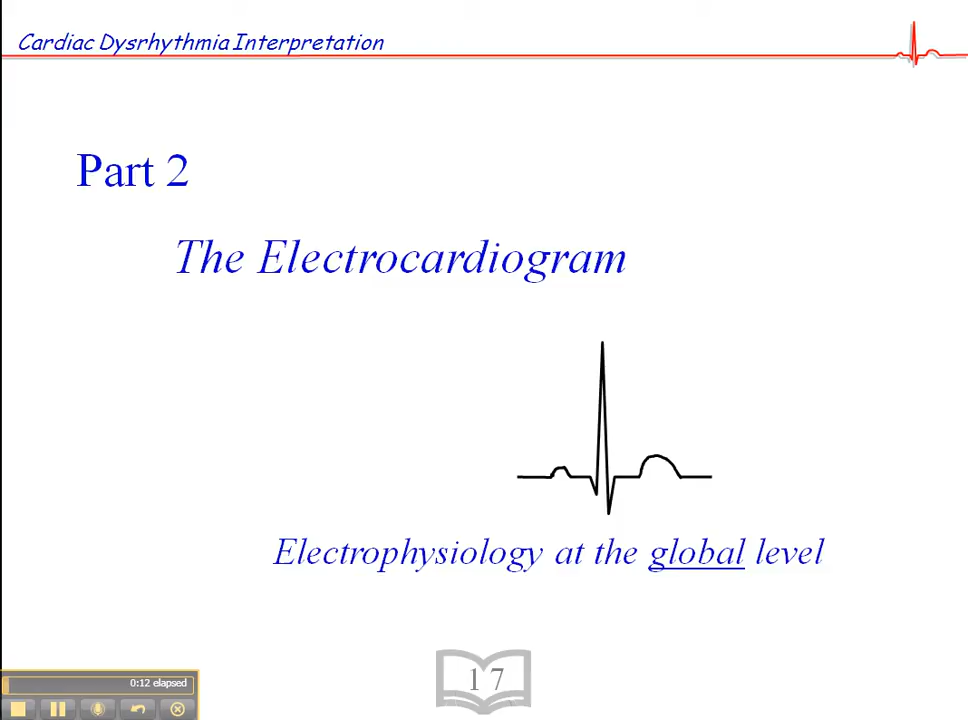 Cardiac Dysrhythmia Interpretation
Part 2
The Electrocardiogram
Electrophysiology at the global level
17
0:12 elapsed